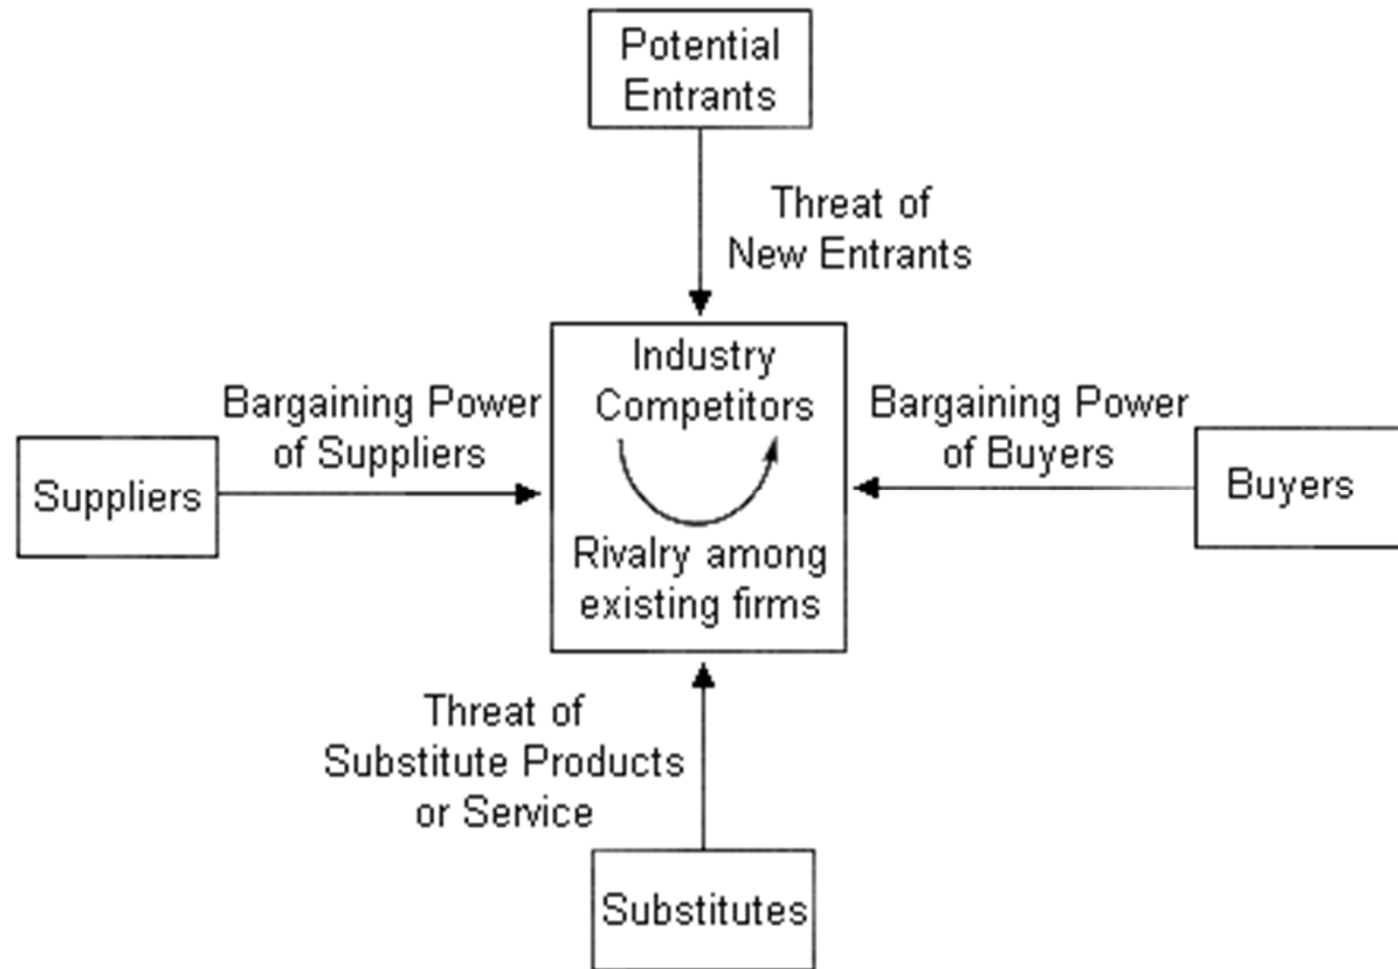 Potential
Entrants
Threat of
New Entrants
Industry
Competitors
Bargaining Power
of Suppliers
Bargaining Power
of Buyers
Suppliers
Buyers
Rivalry among
existing firms
Threat of
Substitute Products
or Service
Substitutes